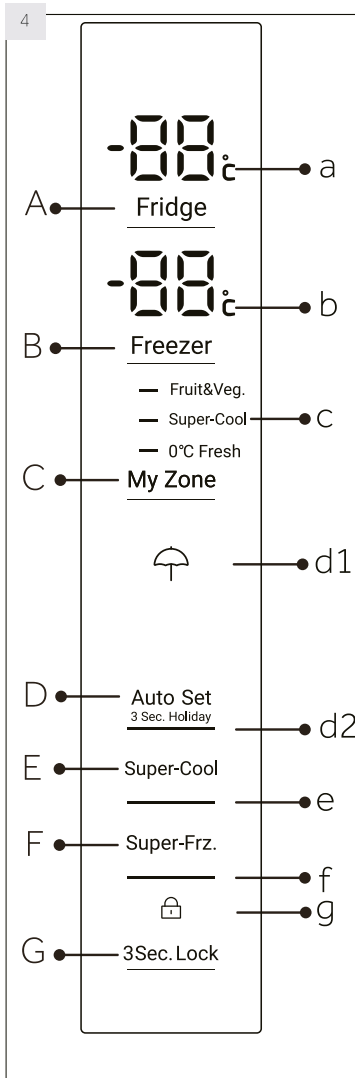 4
-88°c
a
A
Fridge
-88°c
b
B
Freezer
Fruit&Veg.
Super-Cool
c
0°C Fresh
C
My Zone
d1
D
Auto Set
3 Sec. Holiday
d2
E
Super-Cool
e
F
Super-Frz.
f
g
G
3Sec. Lock